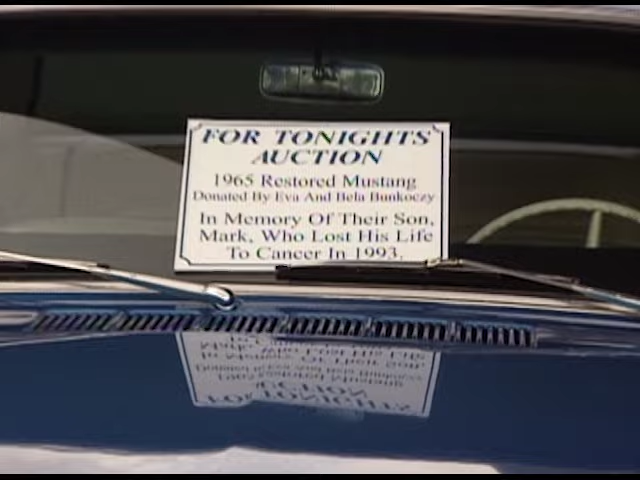 FOR TONIGHTS
AUCTION
1965 Restored Mustang
Donated By Eva And Bela Bunkoczy
In Memory Of Their Son,
Mark, Who Lost His Life
To Cancer In 1993.